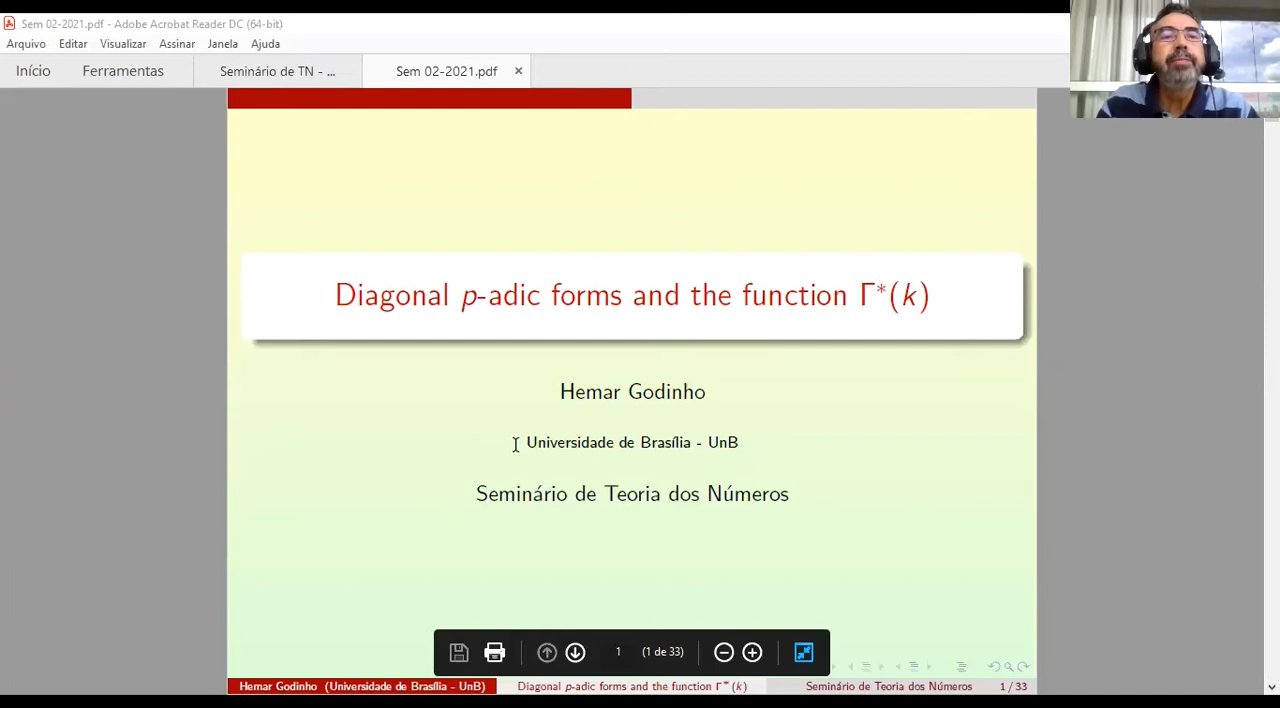 Sem 02-2021.pdf - Adobe Acrobat Reader DC (64-bit)
Arquivo Editar Visualizar Assinar Janela Ajuda
Início Ferramentas Seminário de TN - ... Sem 02-2021.pdf ×
Diagonal p-adic forms and the function Γ*(k)
Hemar Godinho
Universidade de Brasília - UnB
Seminário de Teoria dos Números
1 (1 de 33)
Hemar Godinho (Universidade de Brasília - UnB) Diagonal p-adic forms and the function Γ*(k) Seminário de Teoria dos Números 1 / 33